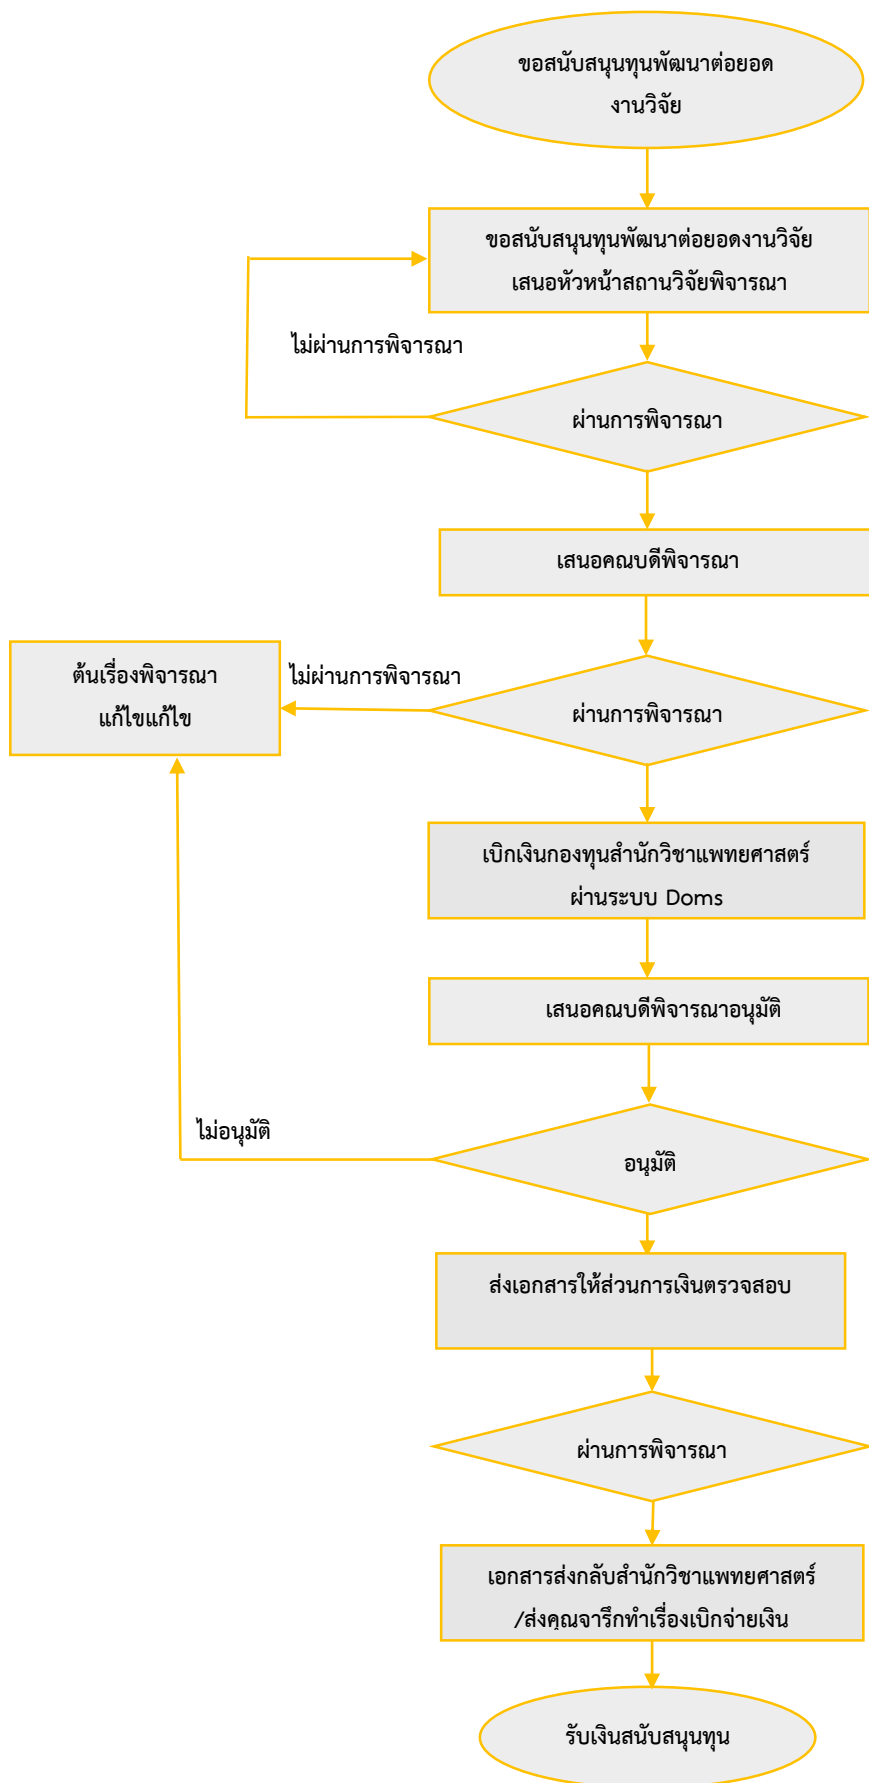 ขอสนับสนุนทุนพัฒนาต่อยอด
งานวิจัย
ขอสนับสนุนทุนพัฒนาต่อยอดงานวิจัย
เสนอหัวหน้าสถานวิจัยพิจารณา
ไม่ผ่านการพิจารณา
ผ่านการพิจารณา
เสนอคณบดีพิจารณา
ต้นเรื่องพิจารณา
แก้ไขแก้ไข
ไม่ผ่านการพิจารณา
ผ่านการพิจารณา
เบิกเงินกองทุนสำนักวิชาแพทยศาสตร์
ผ่านระบบ Doms
เสนอคณบดีพิจารณาอนุมัติ
ไม่อนุมัติ
อนุมัติ
ส่งเอกสารให้ส่วนการเงินตรวจสอบ
ผ่านการพิจารณา
เอกสารส่งกลับสำนักวิชาแพทยศาสตร์
/ส่งคุณจารึกทำเรื่องเบิกจ่ายเงิน
รับเงินสนับสนุนทุน